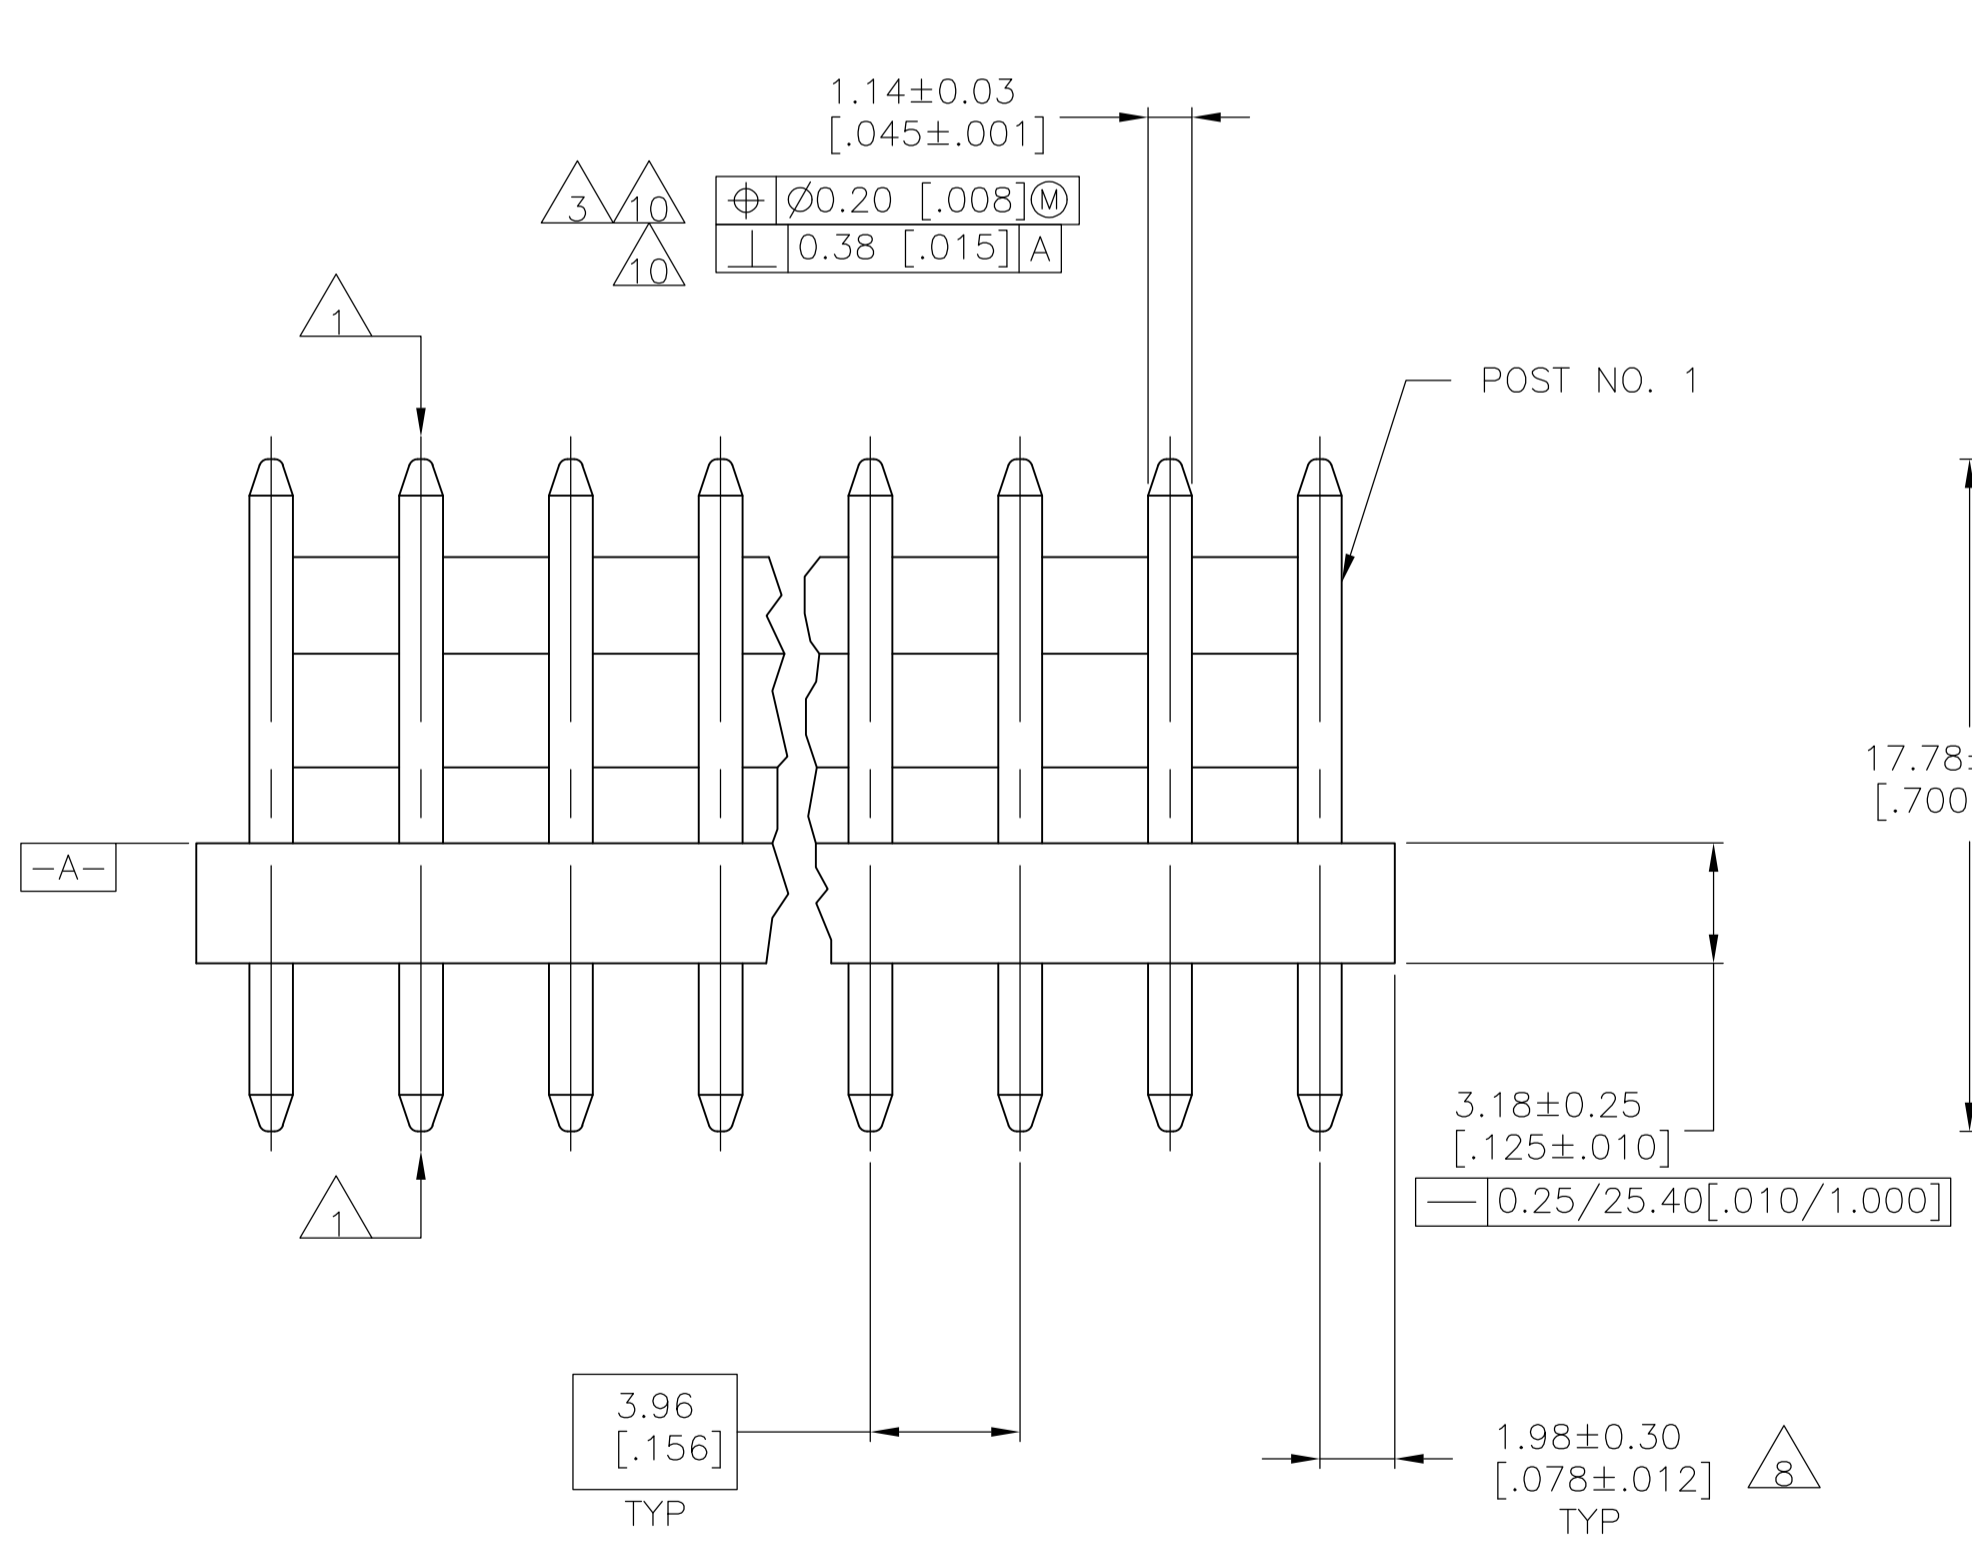 1.14±0.03
[.045±.001]
3 10 ⌖ ⌀0.20 [.008] Ⓜ
10 ⟂ 0.38 [.015] A
1
POST NO. 1
17.78±
[.700
-A-
3.18±0.25
[.125±.010]
— 0.25/25.40[.010/1.000]
1
3.96
[.156]
TYP
1.98±0.30
[.078±.012] 8
TYP